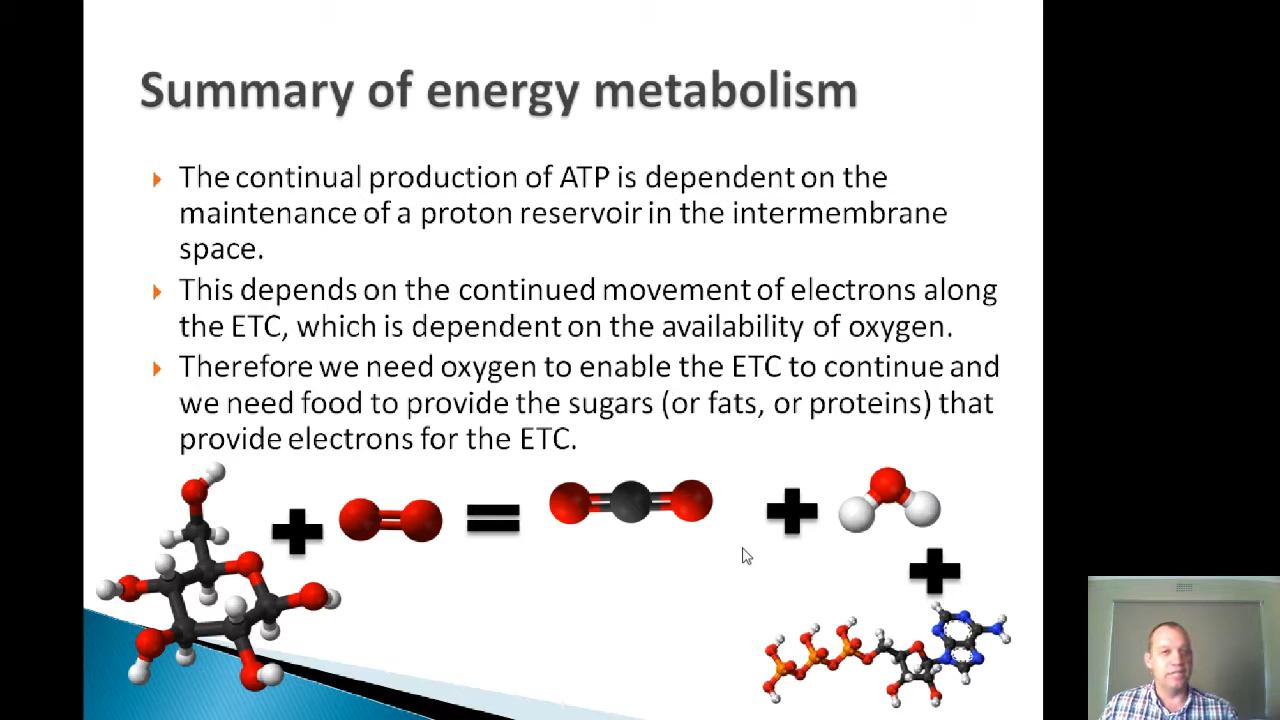 Summary of energy metabolism
The continual production of ATP is dependent on the
maintenance of a proton reservoir in the intermembrane
space.
This depends on the continued movement of electrons along
the ETC, which is dependent on the availability of oxygen.
Therefore we need oxygen to enable the ETC to continue and
we need food to provide the sugars (or fats, or proteins) that
provide electrons for the ETC.